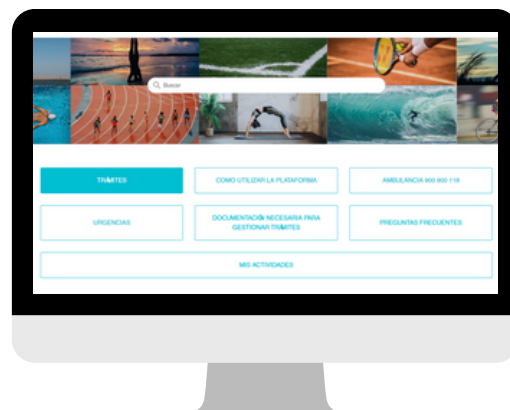 Buscar
TRÁMITES
COMO UTILIZAR LA PLATAFORMA
AMBULANCIA 900 900 118
URGENCIAS
DOCUMENTACIÓN NECESARIA PARA
GESTIONAR TRÁMITES
PREGUNTAS FRECUENTES
MIS ACTIVIDADES